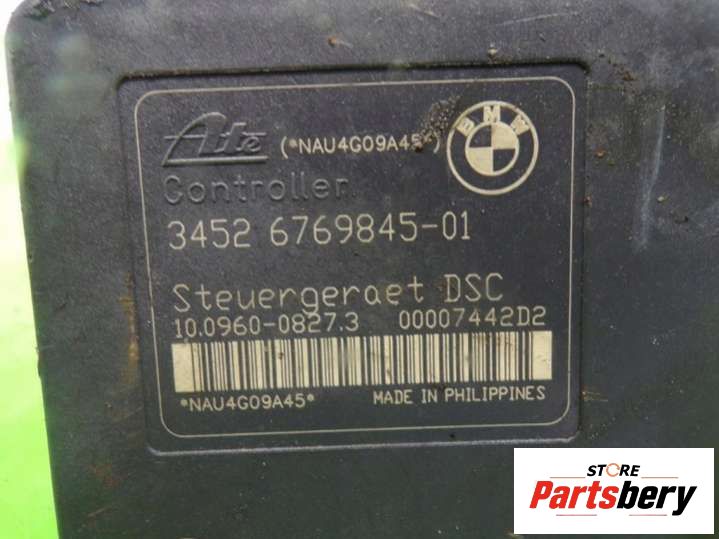 Ate (*NAU4G09A45*)
BMW
Controller
3452 6769845-01
Steuergeraet DSC
10.0960-0827.3 00007442D2
*NAU4G09A45* MADE IN PHILIPPINES
STORE
Partsbery